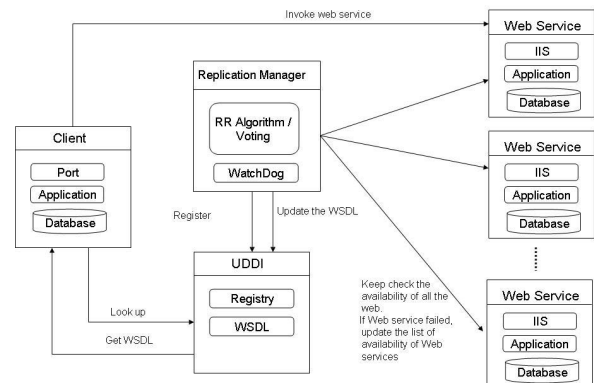 Invoke web service
Web Service
IIS
Application
Database
Replication Manager
RR Algorithm /
Voting
WatchDog
Client
Port
Application
Database
Web Service
IIS
Application
Database
Register
Update the WSDL
UDDI
Registry
WSDL
Look up
Get WSDL
Keep check the
availability of all the
web.
If Web service failed,
update the list of
availability of Web
services
Web Service
IIS
Application
Database